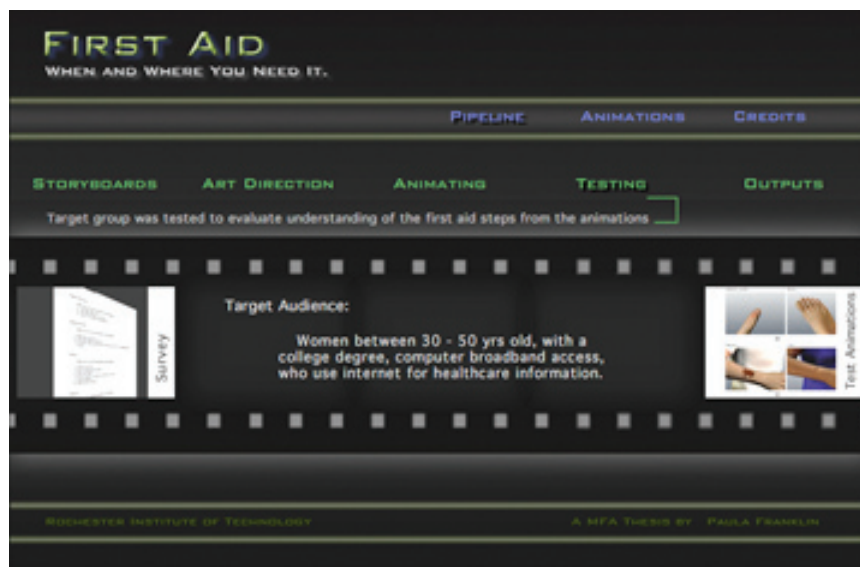 First Aid
When and Where You Need It.
Pipeline Animations Credits
Storyboards Art Direction Animating Testing Outputs
Target group was tested to evaluate understanding of the first aid steps from the animations
Survey
Target Audience:
Women between 30 - 50 yrs old, with a
college degree, computer broadband access,
who use internet for healthcare information.
Test Animations
Rochester Institute of Technology
A MFA Thesis by Paula Franklin